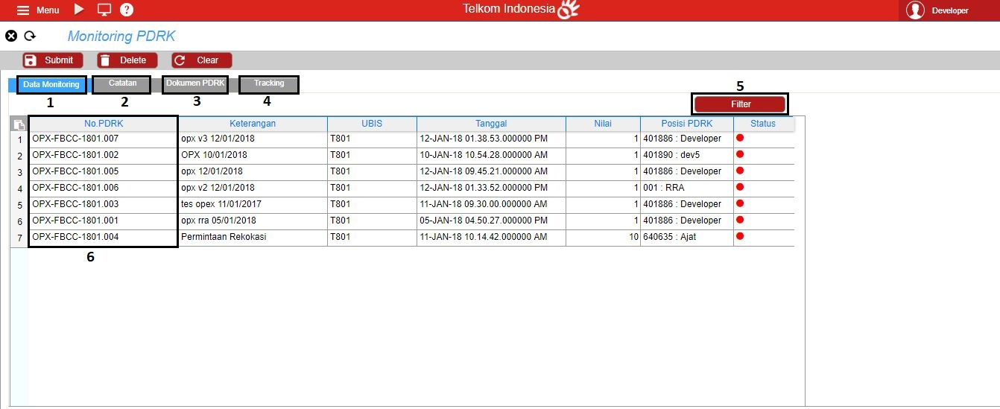 Menu ? Telkom Indonesia Developer
Monitoring PDRK
Submit Delete Clear
Data Monitoring Catatan Dokumen PDRK Tracking
1 2 3 4 5
Filter
No.PDRK Keterangan UBIS Tanggal Nilai Posisi PDRK Status
1 OPX-FBCC-1801.007 opx v3 12/01/2018 T801 12-JAN-18 01.38.53.000000 PM 1 401886 : Developer
2 OPX-FBCC-1801.002 OPX 10/01/2018 T801 10-JAN-18 10.54.28.000000 AM 1 401890 : dev5
3 OPX-FBCC-1801.005 opx 12/01/2018 T801 12-JAN-18 09.45.21.000000 AM 1 401886 : Developer
4 OPX-FBCC-1801.006 opx v2 12/01/2018 T801 12-JAN-18 01.33.52.000000 PM 1 001 : RRA
5 OPX-FBCC-1801.003 tes opex 11/01/2017 T801 11-JAN-18 09.30.00.000000 AM 1 401886 : Developer
6 OPX-FBCC-1801.001 opx rra 05/01/2018 T801 05-JAN-18 04.50.27.000000 PM 1 401886 : Developer
7 OPX-FBCC-1801.004 Permintaan Rekokasi T801 11-JAN-18 10.14.42.000000 AM 10 640635 : Ajat
6